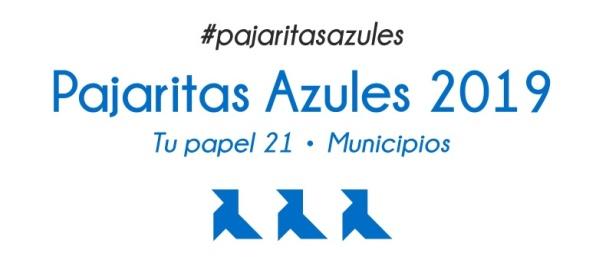 #pajaritasazules
Pajaritas Azules 2019
Tu papel 21 • Municipios